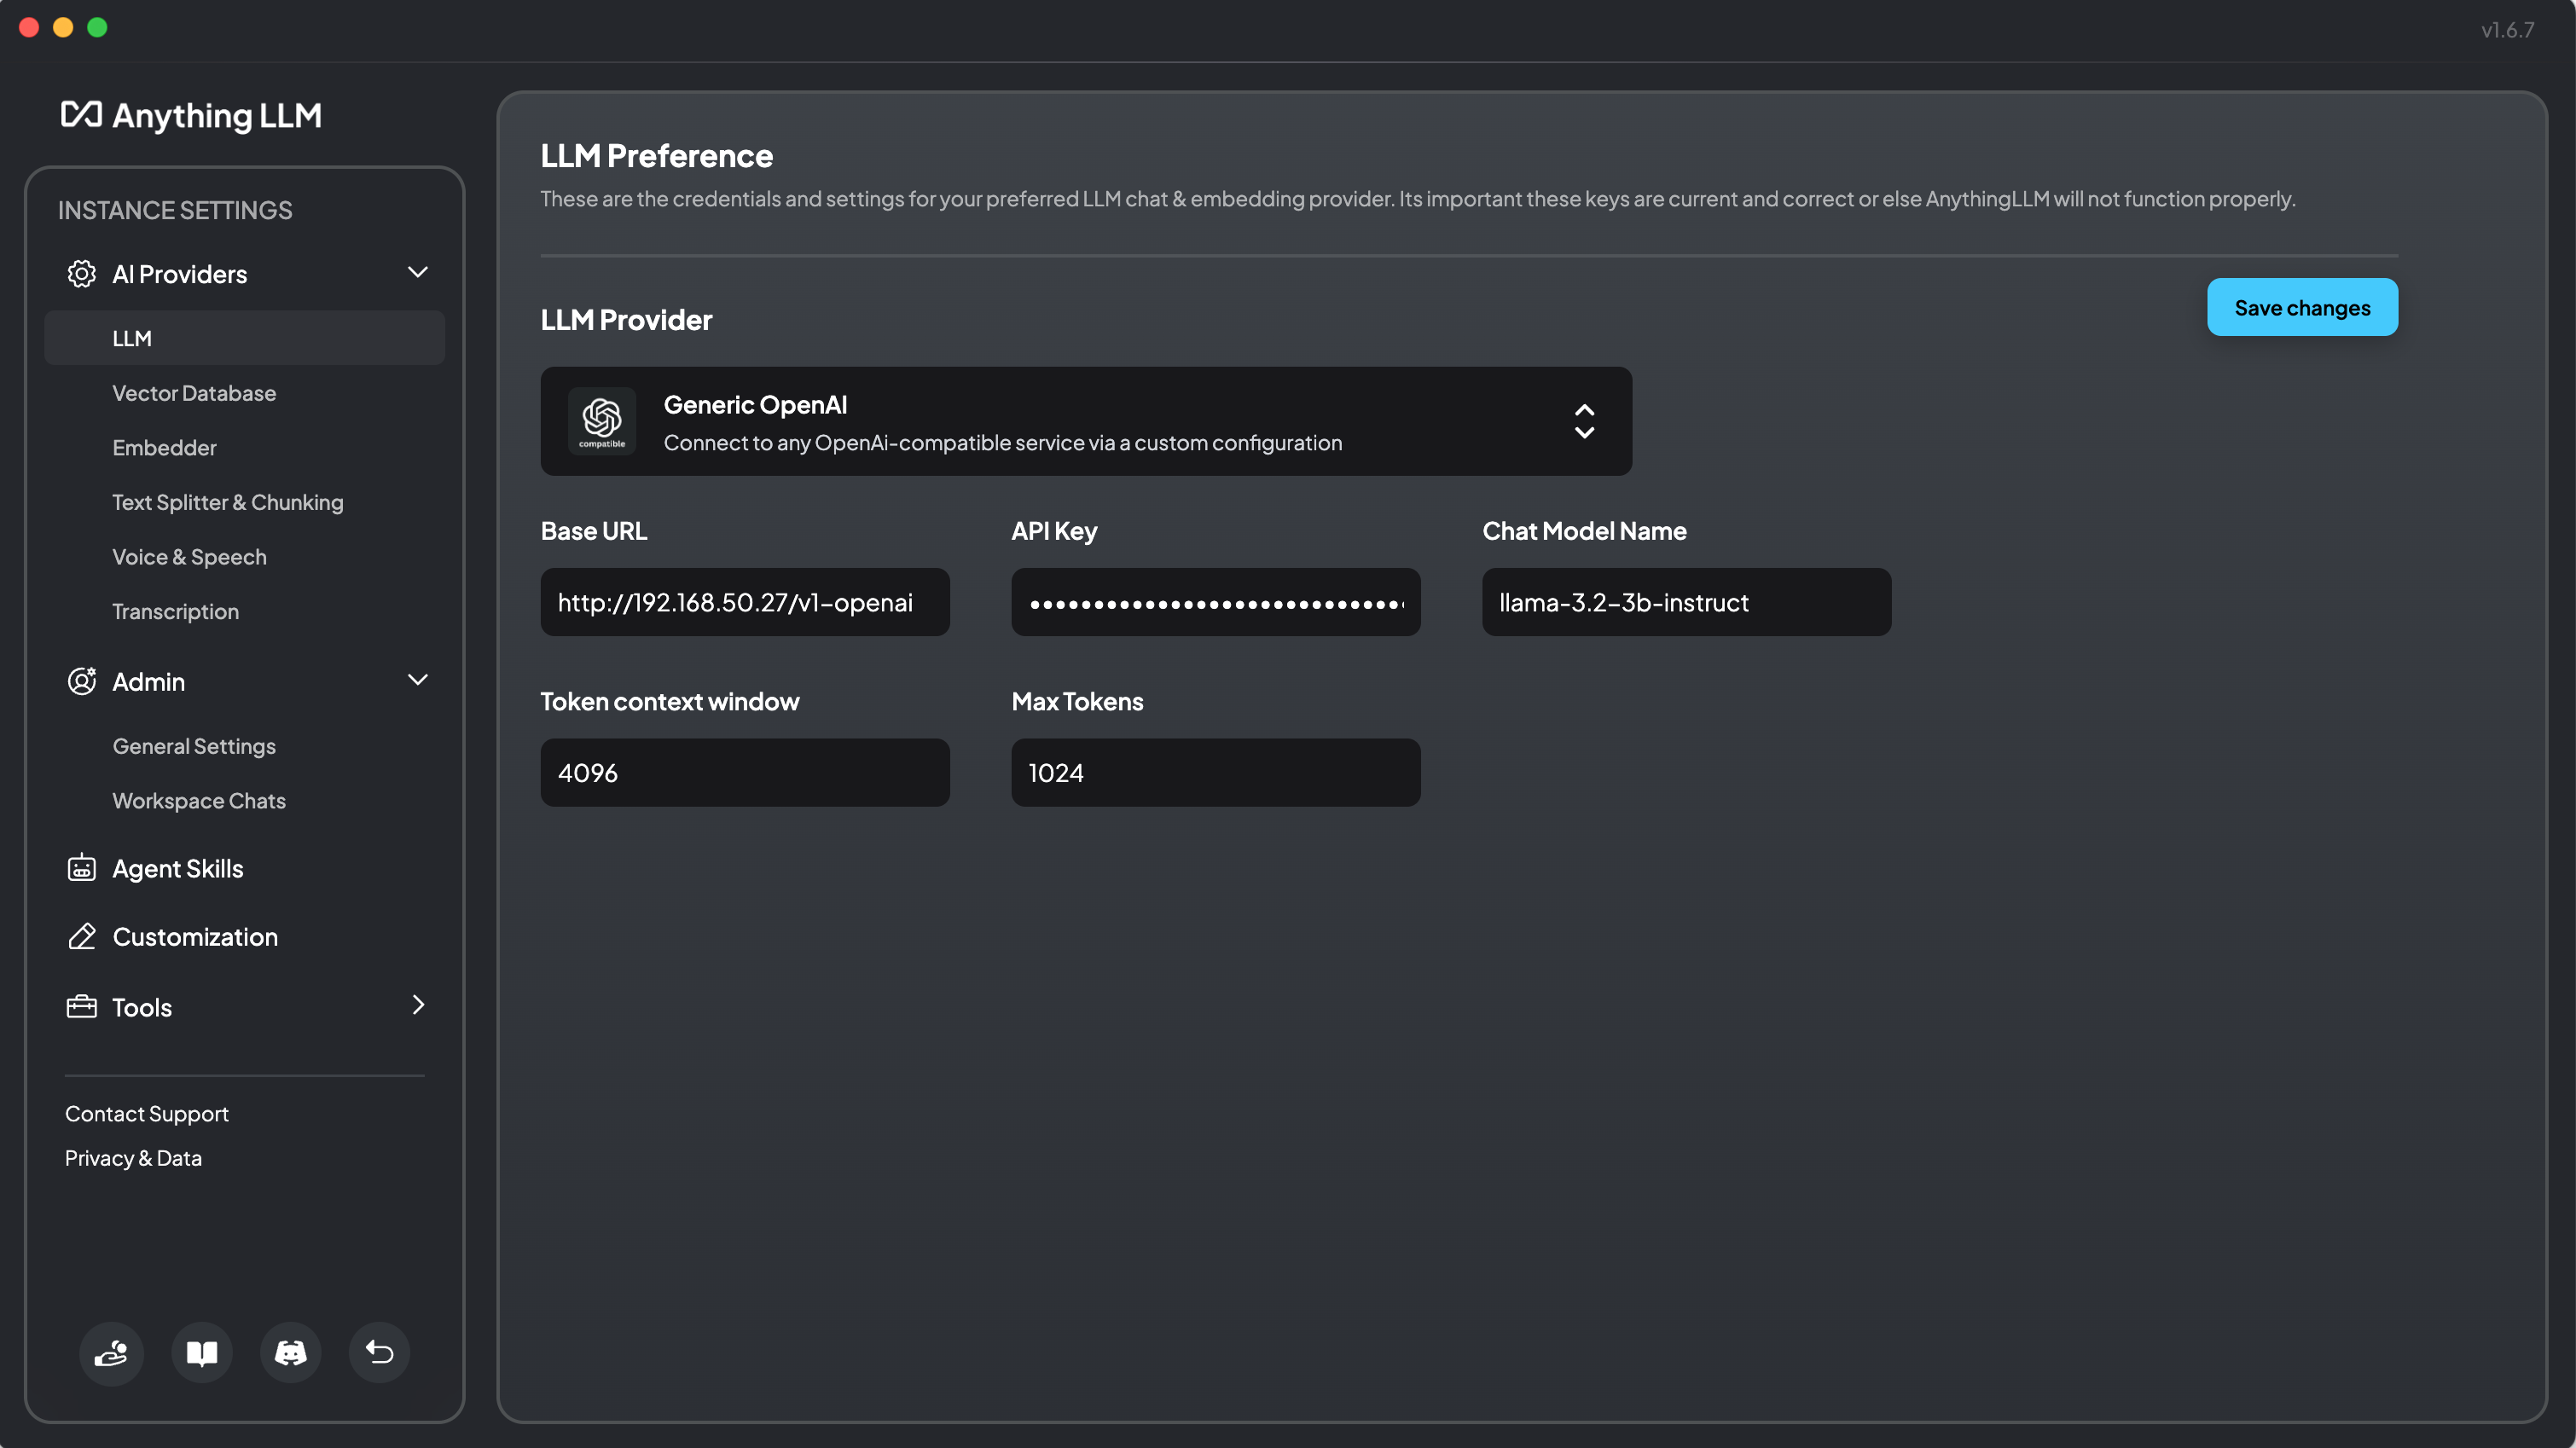 v1.6.7
Anything LLM
INSTANCE SETTINGS
AI Providers
LLM
Vector Database
Embedder
Text Splitter & Chunking
Voice & Speech
Transcription
Admin
General Settings
Workspace Chats
Agent Skills
Customization
Tools
Contact Support
Privacy & Data
LLM Preference
These are the credentials and settings for your preferred LLM chat & embedding provider. Its important these keys are current and correct or else AnythingLLM will not function properly.
Save changes
LLM Provider
compatible
Generic OpenAI
Connect to any OpenAi-compatible service via a custom configuration
Base URL
http://192.168.50.27/v1-openai
API Key
Chat Model Name
llama-3.2-3b-instruct
Token context window
4096
Max Tokens
1024